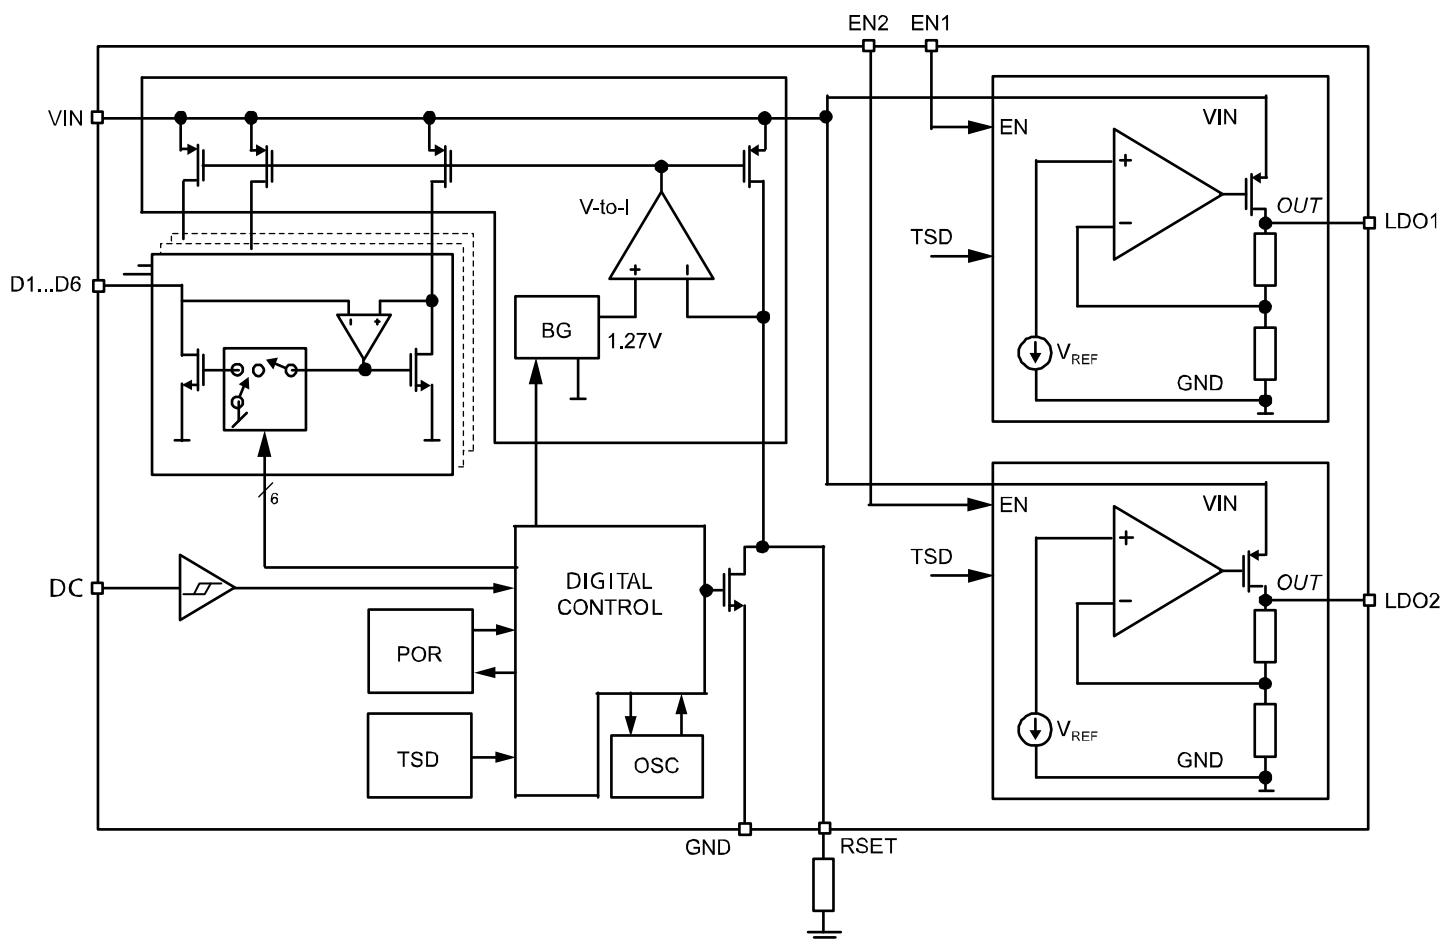 EN2 EN1
VIN
EN
VIN
V-to-I
OUT
LDO1
TSD
+
−
D1...D6
− +
+ −
BG
1.27V
VREF
GND
6
EN
VIN
TSD
+
−
OUT
LDO2
DC
DIGITAL
CONTROL
POR
VREF
GND
TSD
OSC
GND
RSET